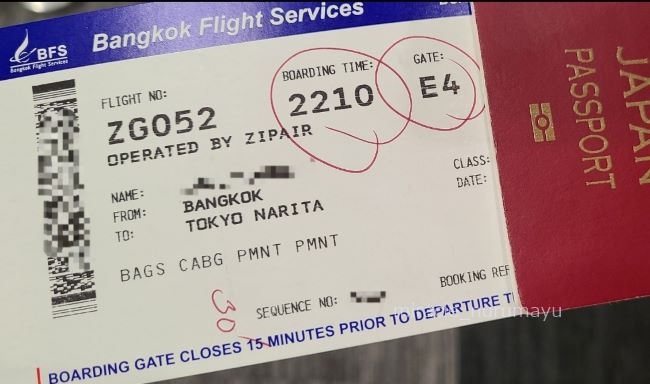 BFS
Bangkok Flight Services
Bangkok Flight Services
FLIGHT NO:
ZG052
OPERATED BY ZIPAIR
BOARDING TIME:
2210
GATE:
E4
NAME:
FROM: BANGKOK
TO: TOKYO NARITA
CLASS:
DATE:
BAGS CABG PMNT PMNT
BOOKING REF
30
SEQUENCE NO:
BOARDING GATE CLOSES 15 MINUTES PRIOR TO DEPARTURE T
JAPAN
PASSPORT